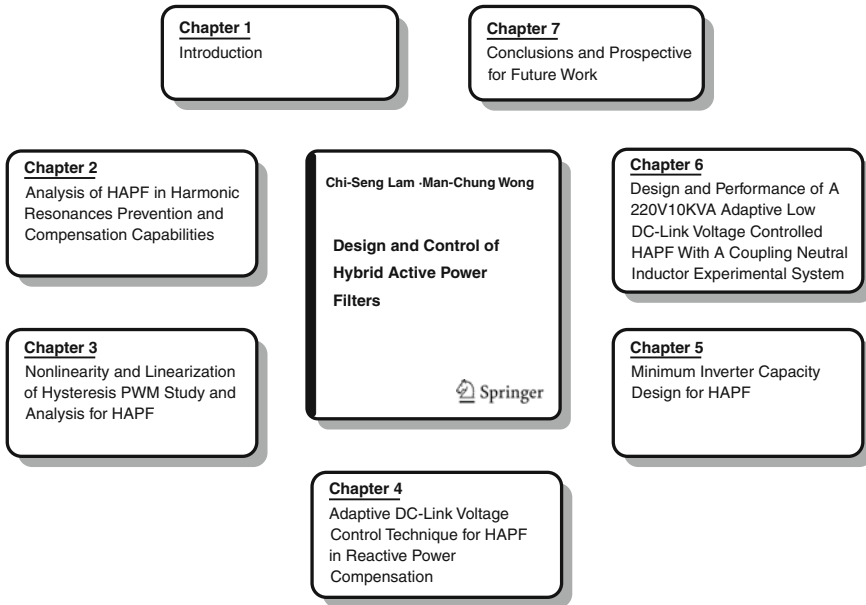 Chapter 1
Introduction
Chapter 7
Conclusions and Prospective
for Future Work
Chapter 2
Analysis of HAPF in Harmonic
Resonances Prevention and
Compensation Capabilities
Chi-Seng Lam ·Man-Chung Wong
Design and Control of
Hybrid Active Power
Filters
Springer
Chapter 6
Design and Performance of A
220V10KVA Adaptive Low
DC-Link Voltage Controlled
HAPF With A Coupling Neutral
Inductor Experimental System
Chapter 3
Nonlinearity and Linearization
of Hysteresis PWM Study and
Analysis for HAPF
Chapter 5
Minimum Inverter Capacity
Design for HAPF
Chapter 4
Adaptive DC-Link Voltage
Control Technique for HAPF
in Reactive Power
Compensation